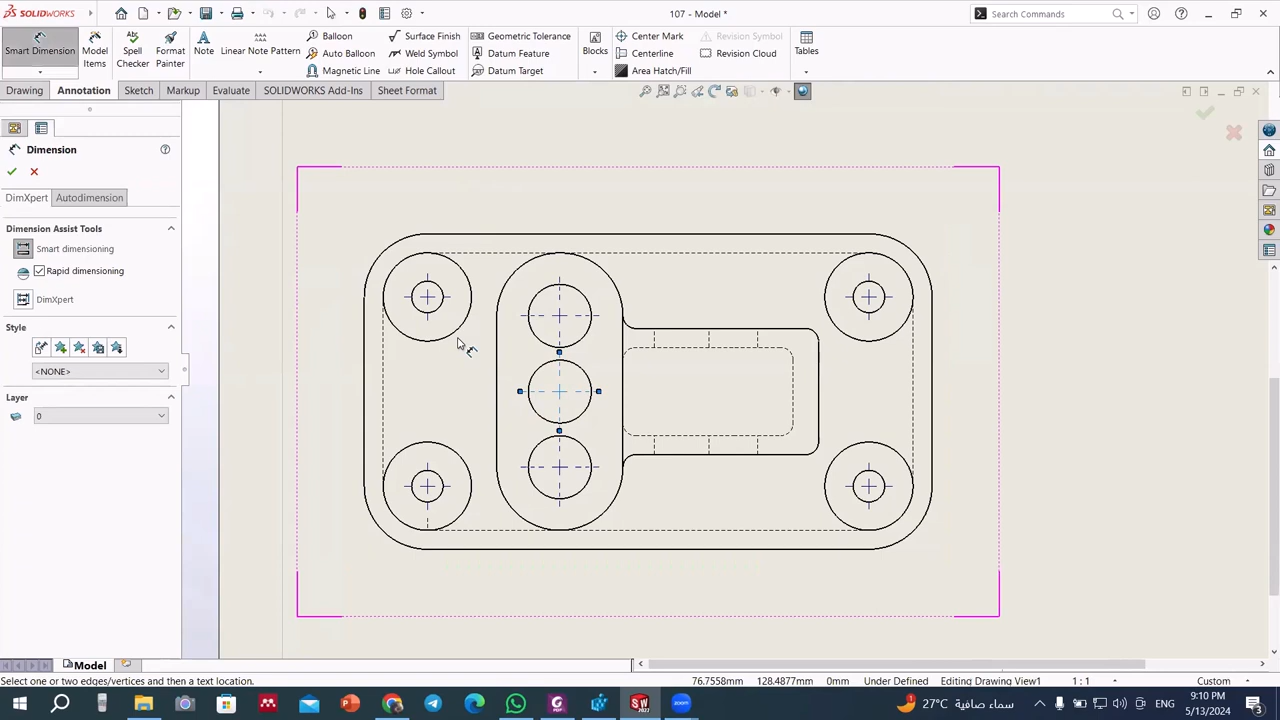 SOLIDWORKS
107 - Model *
Search Commands
Smart Dimension
Model Items
Spell Checker
Format Painter
Note
Linear Note Pattern
Balloon
Auto Balloon
Magnetic Line
Surface Finish
Weld Symbol
Hole Callout
Geometric Tolerance
Datum Feature
Datum Target
Blocks
Center Mark
Centerline
Area Hatch/Fill
Revision Symbol
Revision Cloud
Tables
Drawing
Annotation
Sketch
Markup
Evaluate
SOLIDWORKS Add-Ins
Sheet Format
Dimension
DimXpert
Autodimension
Dimension Assist Tools
Smart dimensioning
Rapid dimensioning
DimXpert
Style
<NONE>
Layer
0
Model
Select one or two edges/vertices and then a text location.
76.7558mm
128.4877mm
0mm
Under Defined
Editing Drawing View1
1 : 1
Custom
27°C
سماء صافية
ENG
9:10 PM
5/13/2024